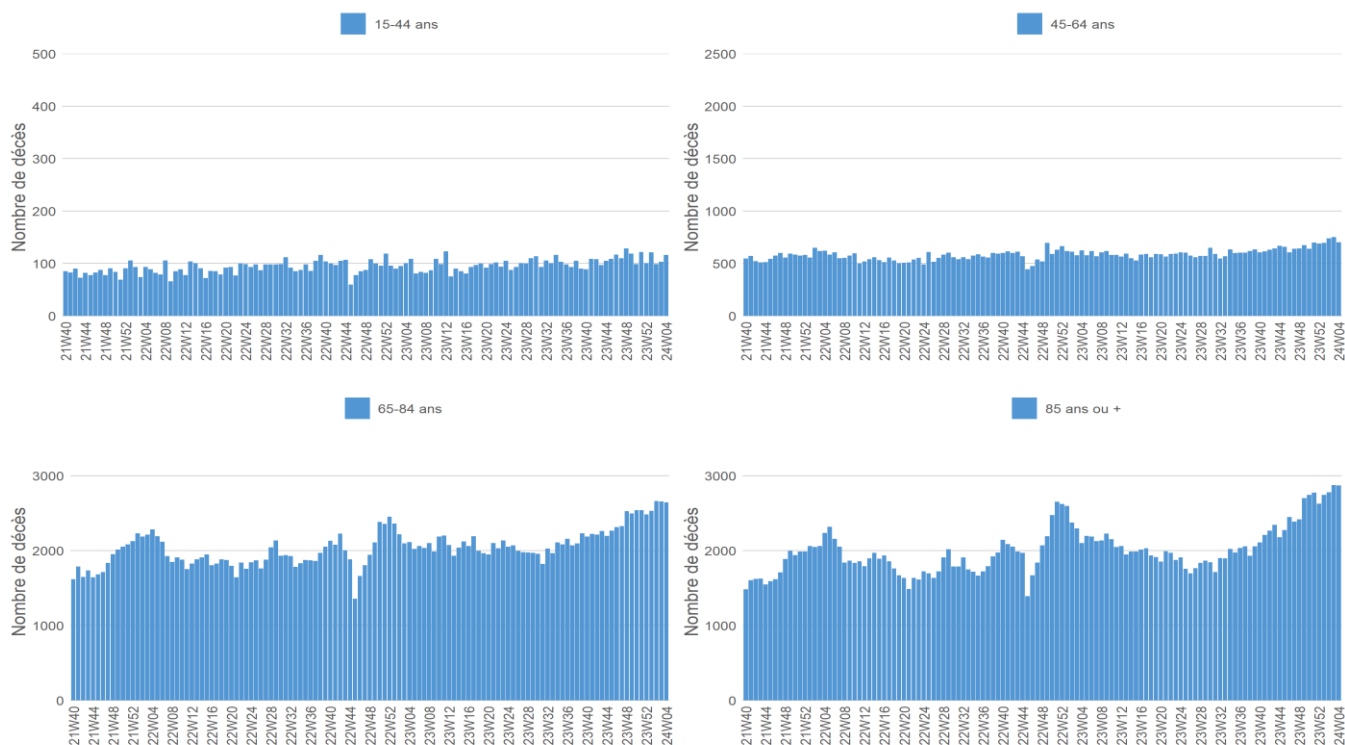 15-44 ans
500
400
300
200
100
0
Nombre de décès
21W40
21W44
21W48
21W52
22W04
22W08
22W12
22W16
22W20
22W24
22W28
22W32
22W36
22W40
22W44
22W48
22W52
23W04
23W08
23W12
23W16
23W20
23W24
23W28
23W32
23W36
23W40
23W44
23W48
23W52
24W04
45-64 ans
2500
2000
1500
1000
500
0
Nombre de décès
21W40
21W44
21W48
21W52
22W04
22W08
22W12
22W16
22W20
22W24
22W28
22W32
22W36
22W40
22W44
22W48
22W52
23W04
23W08
23W12
23W16
23W20
23W24
23W28
23W32
23W36
23W40
23W44
23W48
23W52
24W04
65-84 ans
3000
2000
1000
0
Nombre de décès
21W40
21W44
21W48
21W52
22W04
22W08
22W12
22W16
22W20
22W24
22W28
22W32
22W36
22W40
22W44
22W48
22W52
23W04
23W08
23W12
23W16
23W20
23W24
23W28
23W32
23W36
23W40
23W44
23W48
23W52
24W04
85 ans ou +
3000
2000
1000
0
Nombre de décès
21W40
21W44
21W48
21W52
22W04
22W08
22W12
22W16
22W20
22W24
22W28
22W32
22W36
22W40
22W44
22W48
22W52
23W04
23W08
23W12
23W16
23W20
23W24
23W28
23W32
23W36
23W40
23W44
23W48
23W52
24W04